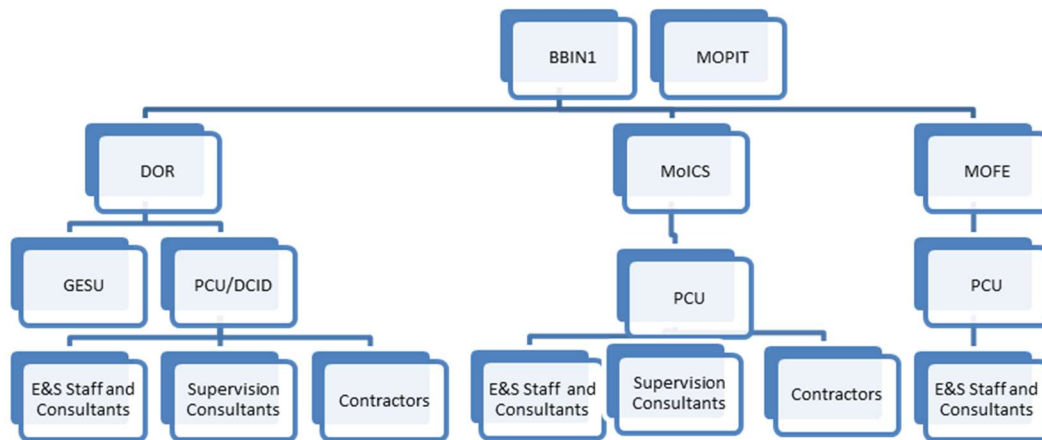 BBIN1
MOPIT
DOR
MoICS
MOFE
GESU
PCU/DCID
PCU
PCU
E&S Staff and
Consultants
Supervision
Consultants
Contractors
E&S Staff and
Consultants
Supervision
Consultants
Contractors
E&S Staff and
Consultants